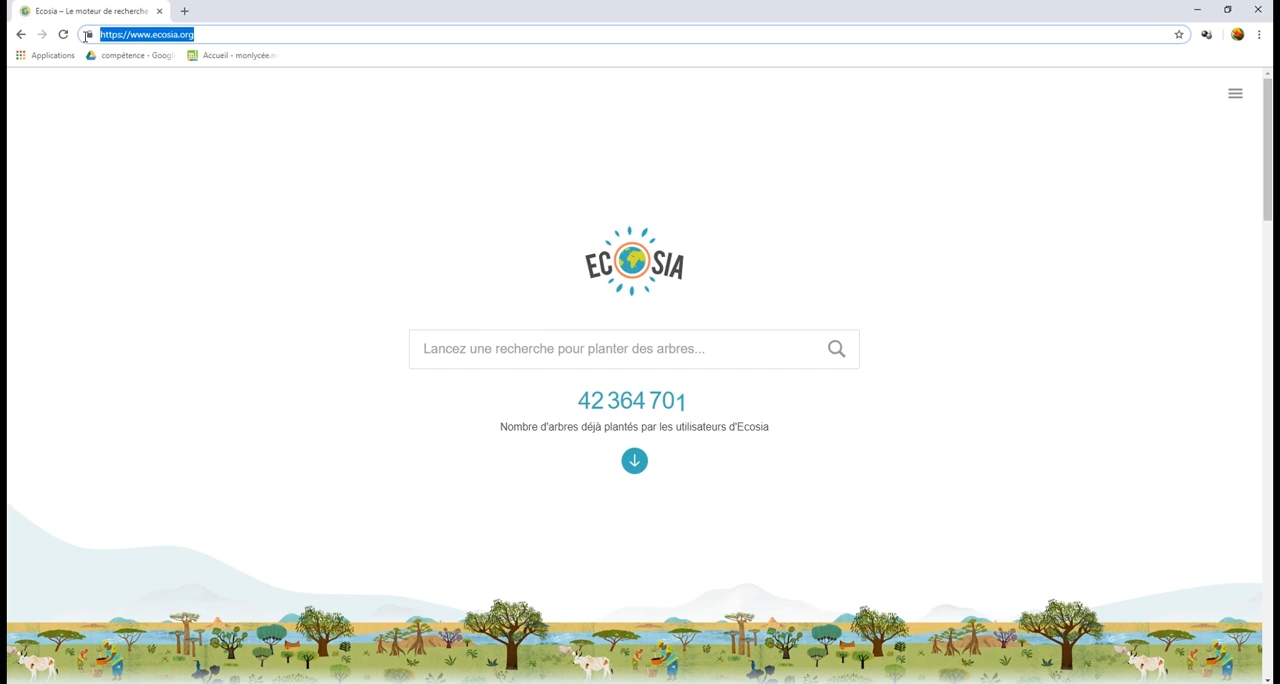 Ecosia – Le moteur de recherche
https://www.ecosia.org
Applications compétence - Googl Accueil - monlycée.n
ECOSIA
Lancez une recherche pour planter des arbres...
42 364 701
Nombre d'arbres déjà plantés par les utilisateurs d'Ecosia